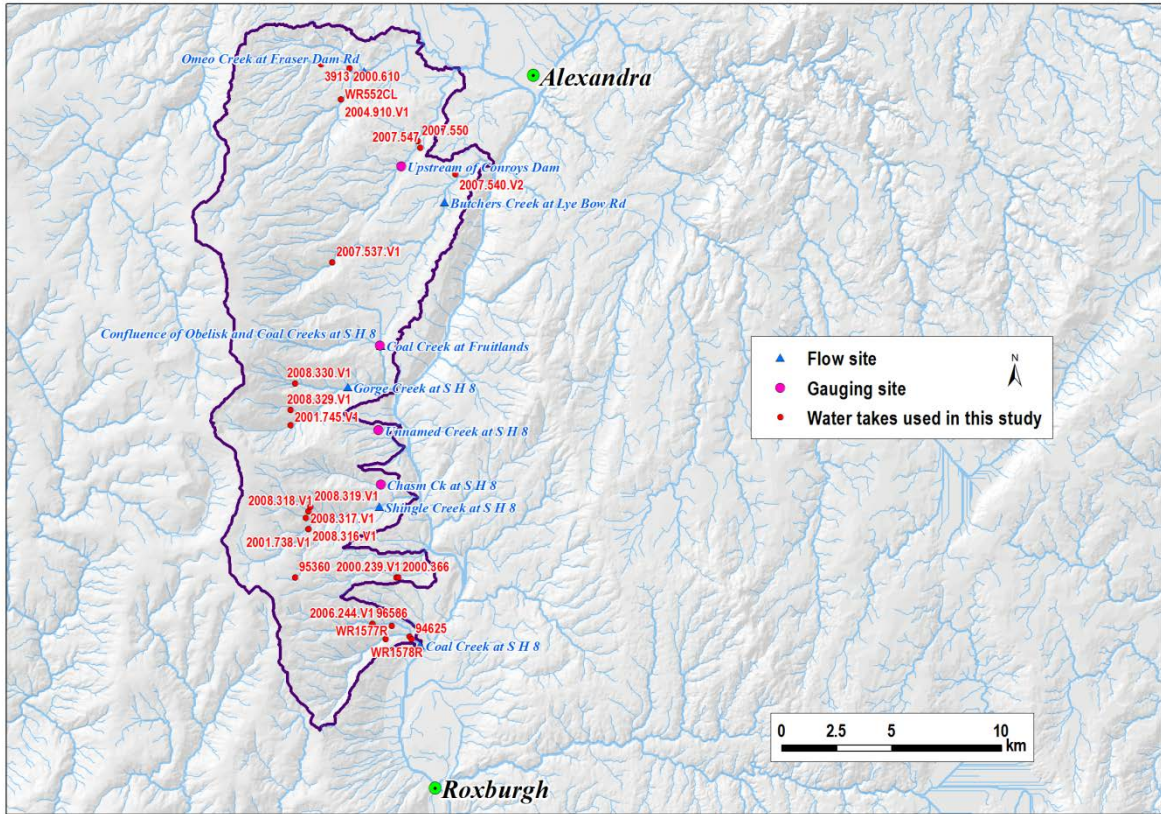 Omeo Creek at Fraser Dam Rd
Alexandra
3913 2000.610
WR552CL
2004.910.V1
2007.550
2007.547
Upstream of Conroys Dam
2007.540.V2
Butchers Creek at Lye Bow Rd
2007.537.V1
Confluence of Obelisk and Coal Creeks at S H 8
Coal Creek at Fruitlands
2008.330.V1
Gorge Creek at S H 8
2008.329.V1
2001.745.V1
Unnamed Creek at S H 8
Chasm Ck at S H 8
2008.318.V1 2008.319.V1
Shingle Creek at S H 8
2008.317.V1
2008.316.V1
2001.738.V1
95360 2000.239.V1 2000.366
2006.244.V1 96586
WR1577R 94625
WR1578R
Coal Creek at S H 8
Roxburgh
Flow site
Gauging site
Water takes used in this study
N
0 2.5 5 10
km